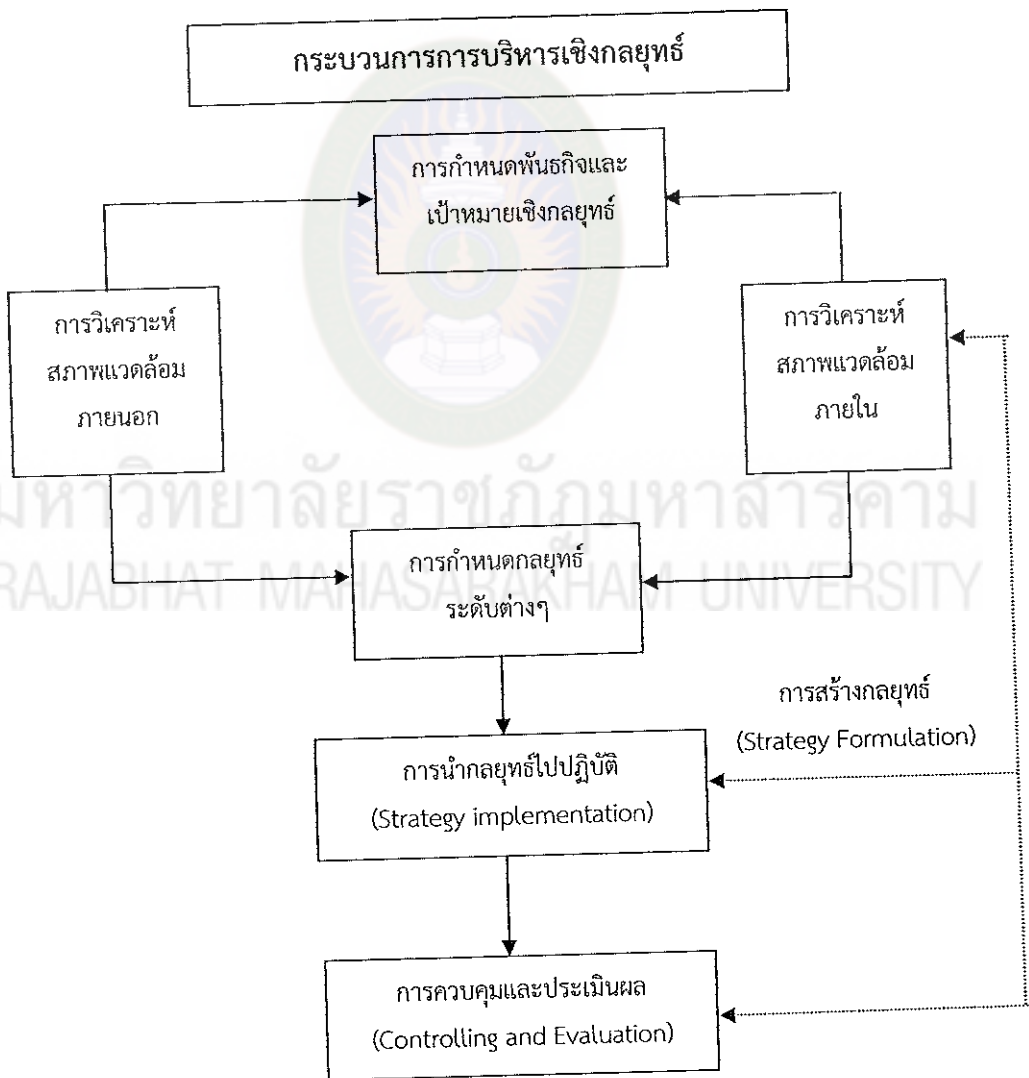 กระบวนการการบริหารเชิงกลยุทธ์
การกำหนดพันธกิจและ
เป้าหมายเชิงกลยุทธ์
การวิเคราะห์
สภาพแวดล้อม
ภายนอก
การวิเคราะห์
สภาพแวดล้อม
ภายใน
มหาวิทยาลัยราชภัฏมหาสารคาม
RAJABHAT MAHASARAKHAM UNIVERSITY
การกำหนดกลยุทธ์
ระดับต่างๆ
การสร้างกลยุทธ์
(Strategy Formulation)
การนำกลยุทธ์ไปปฏิบัติ
(Strategy implementation)
การควบคุมและประเมินผล
(Controlling and Evaluation)